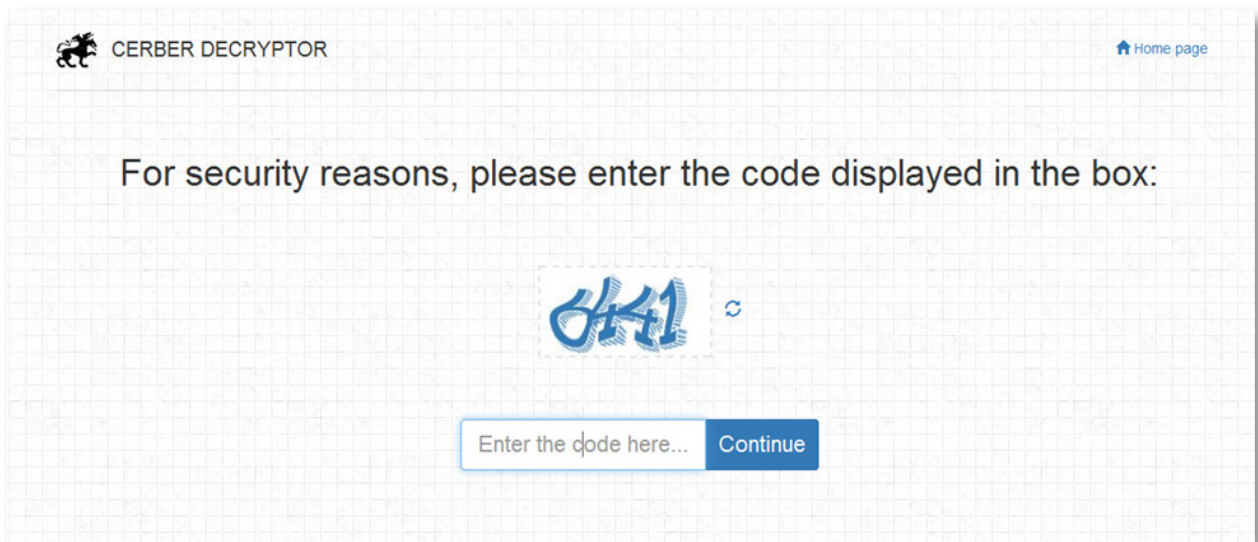 CERBER DECRYPTOR
Home page
For security reasons, please enter the code displayed in the box:
6441
Enter the code here...
Continue